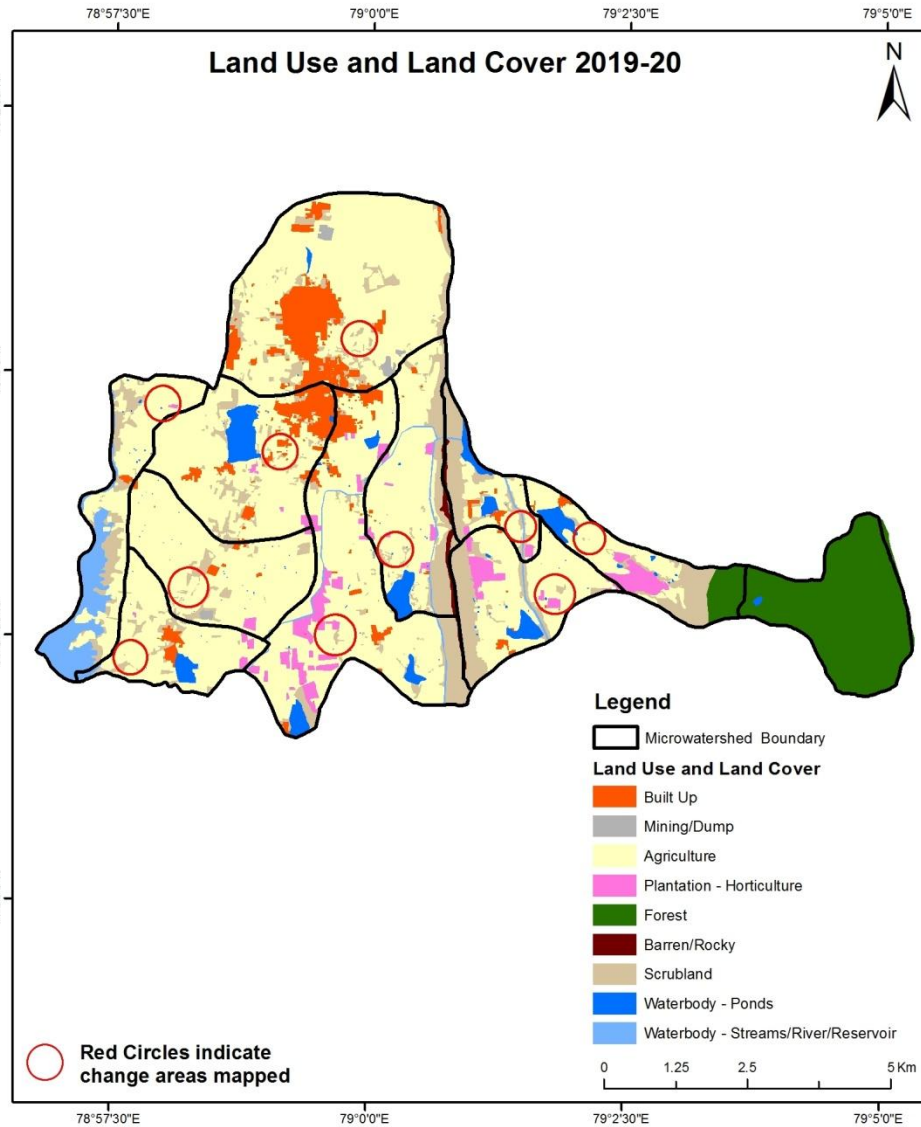 78°57'30"E 79°0'0"E 79°2'30"E 79°5'0"E
Land Use and Land Cover 2019-20
N
Legend
Microwatershed Boundary
Land Use and Land Cover
Built Up
Mining/Dump
Agriculture
Plantation - Horticulture
Forest
Barren/Rocky
Scrubland
Waterbody - Ponds
Waterbody - Streams/River/Reservoir
Red Circles indicate
change areas mapped
0 1.25 2.5 5 Km
78°57'30"E 79°0'0"E 79°2'30"E 79°5'0"E